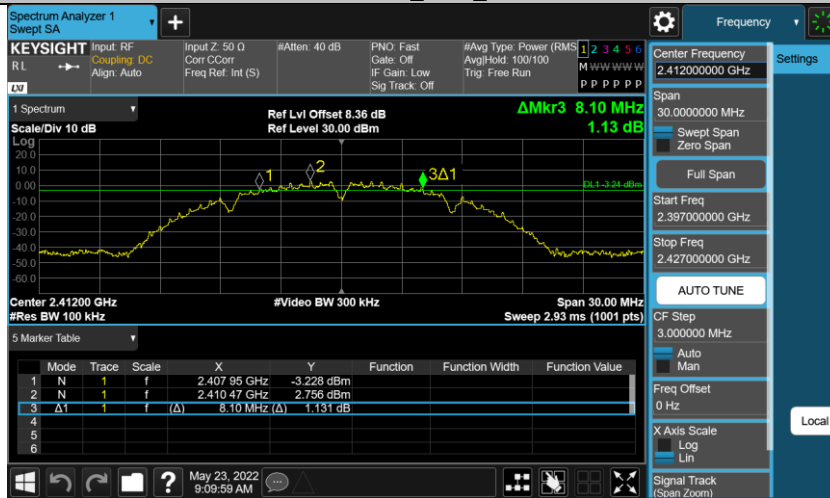 Spectrum Analyzer 1
Swept SA
Frequency
KEYSIGHT
RL
LXI
Input: RF
Coupling: DC
Align: Auto
Input Z: 50 Ω
Corr CCorr
Freq Ref: Int (S)
#Atten: 40 dB
PNO: Fast
Gate: Off
IF Gain: Low
Sig Track: Off
#Avg Type: Power (RMS
Avg|Hold: 100/100
Trig: Free Run
1 2 3 4 5 6
M W W W W W
P P P P P P
1 Spectrum
Scale/Div 10 dB
Ref Lvl Offset 8.36 dB
Ref Level 30.00 dBm
ΔMkr3 8.10 MHz
1.13 dB
Log
20.0
10.0
0.00
-10.0
-20.0
-30.0
-40.0
-50.0
-60.0
1
2
3Δ1
DL1 -3.24 dBm
Center 2.41200 GHz
#Res BW 100 kHz
#Video BW 300 kHz
Span 30.00 MHz
Sweep 2.93 ms (1001 pts)
5 Marker Table
Mode Trace Scale X Y Function Function Width Function Value
1 N 1 f 2.407 95 GHz -3.228 dBm
2 N 1 f 2.410 47 GHz 2.756 dBm
3 Δ1 1 f (Δ) 8.10 MHz (Δ) 1.131 dB
4
5
6
May 23, 2022
9:09:59 AM
Center Frequency
2.412000000 GHz
Span
30.0000000 MHz
Swept Span
Zero Span
Full Span
Start Freq
2.397000000 GHz
Stop Freq
2.427000000 GHz
AUTO TUNE
CF Step
3.000000 MHz
Auto
Man
Freq Offset
0 Hz
X Axis Scale
Log
Lin
Signal Track
(Span Zoom)
Settings
Local